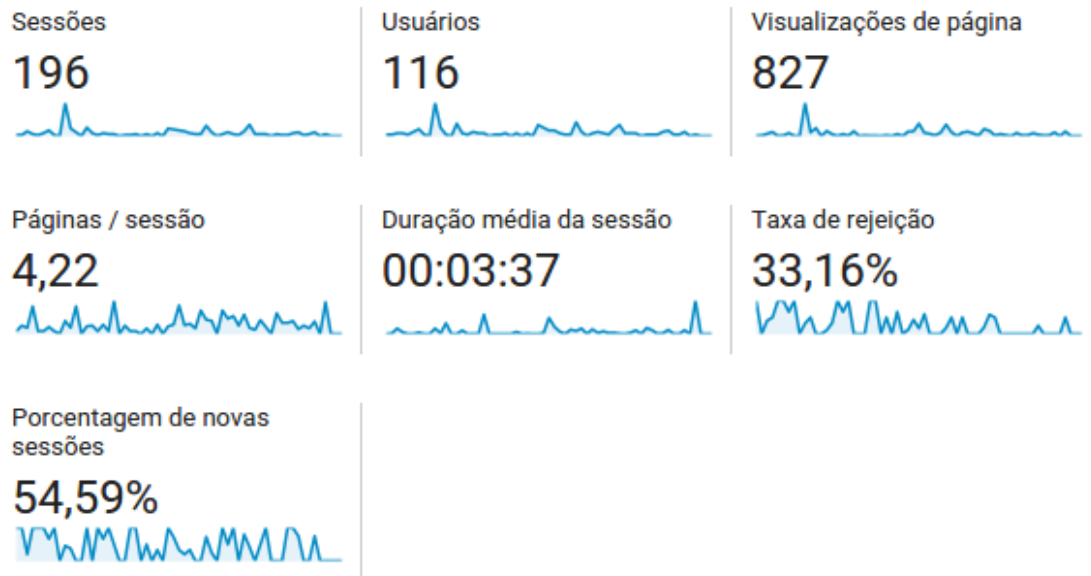 Sessões
196
Usuários
116
Visualizações de página
827
Páginas / sessão
4,22
Duração média da sessão
00:03:37
Taxa de rejeição
33,16%
Porcentagem de novas
sessões
54,59%